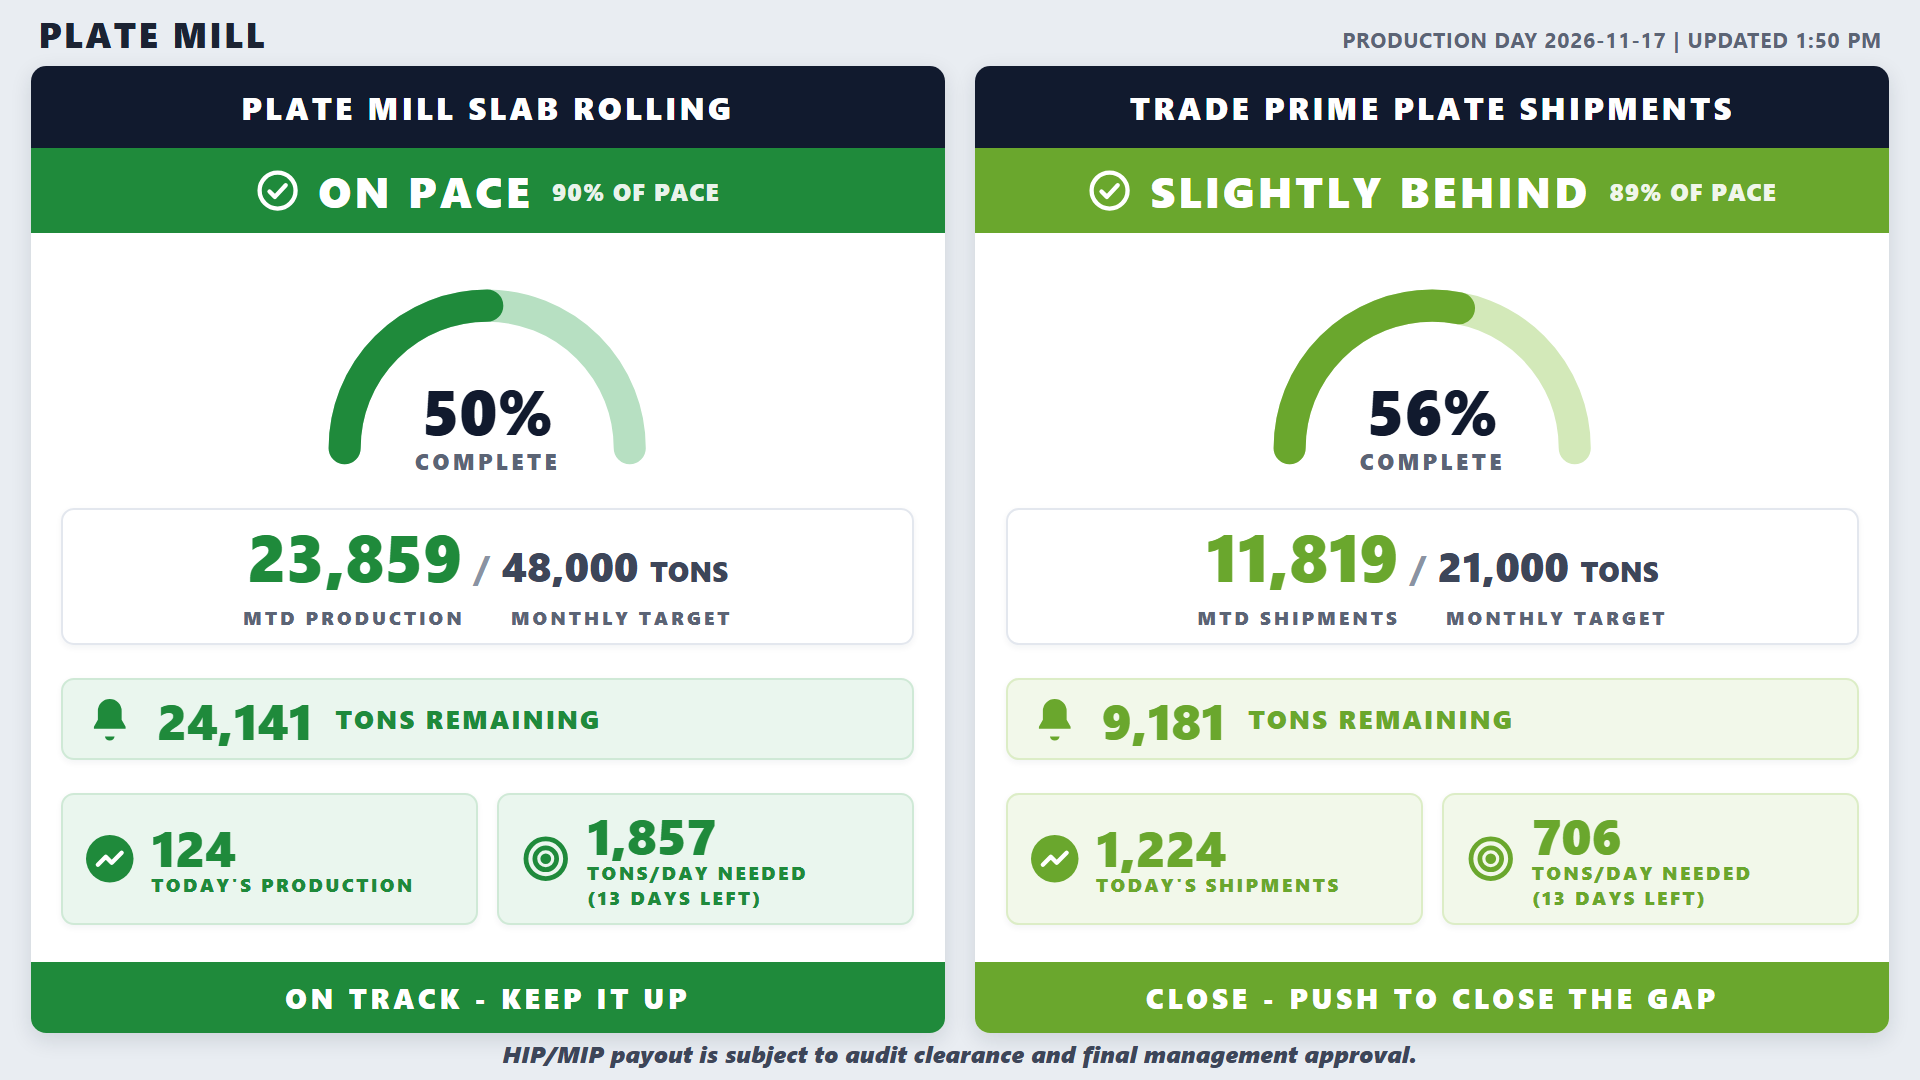 PLATE MILL
PRODUCTION DAY 2026-11-17 | UPDATED 1:50 PM
PLATE MILL SLAB ROLLING
ON PACE 90% OF PACE
50%
COMPLETE
23,859 / 48,000 TONS
MTD PRODUCTION MONTHLY TARGET
24,141 TONS REMAINING
124
TODAY'S PRODUCTION
1,857
TONS/DAY NEEDED
(13 DAYS LEFT)
ON TRACK - KEEP IT UP
TRADE PRIME PLATE SHIPMENTS
SLIGHTLY BEHIND 89% OF PACE
56%
COMPLETE
11,819 / 21,000 TONS
MTD SHIPMENTS MONTHLY TARGET
9,181 TONS REMAINING
1,224
TODAY'S SHIPMENTS
706
TONS/DAY NEEDED
(13 DAYS LEFT)
CLOSE - PUSH TO CLOSE THE GAP
HIP/MIP payout is subject to audit clearance and final management approval.